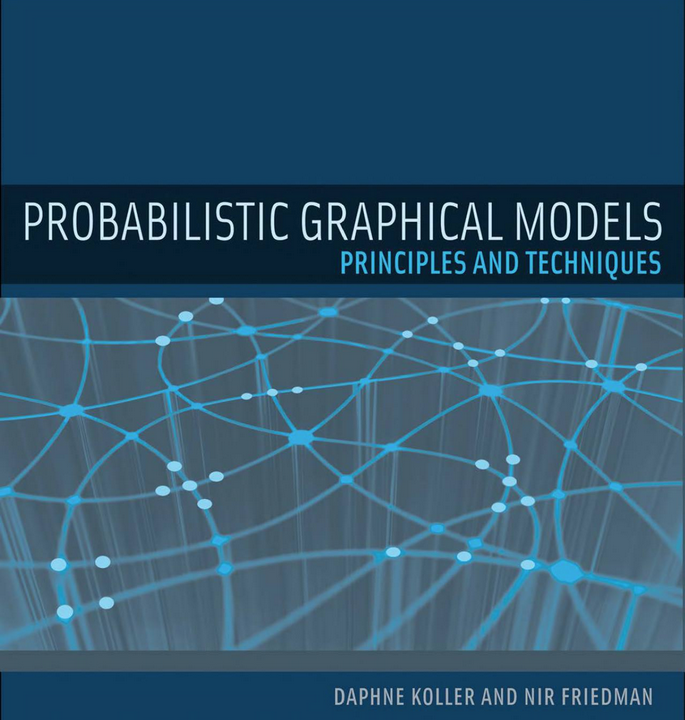 PROBABILISTIC GRAPHICAL MODELS
PRINCIPLES AND TECHNIQUES
DAPHNE KOLLER AND NIR FRIEDMAN